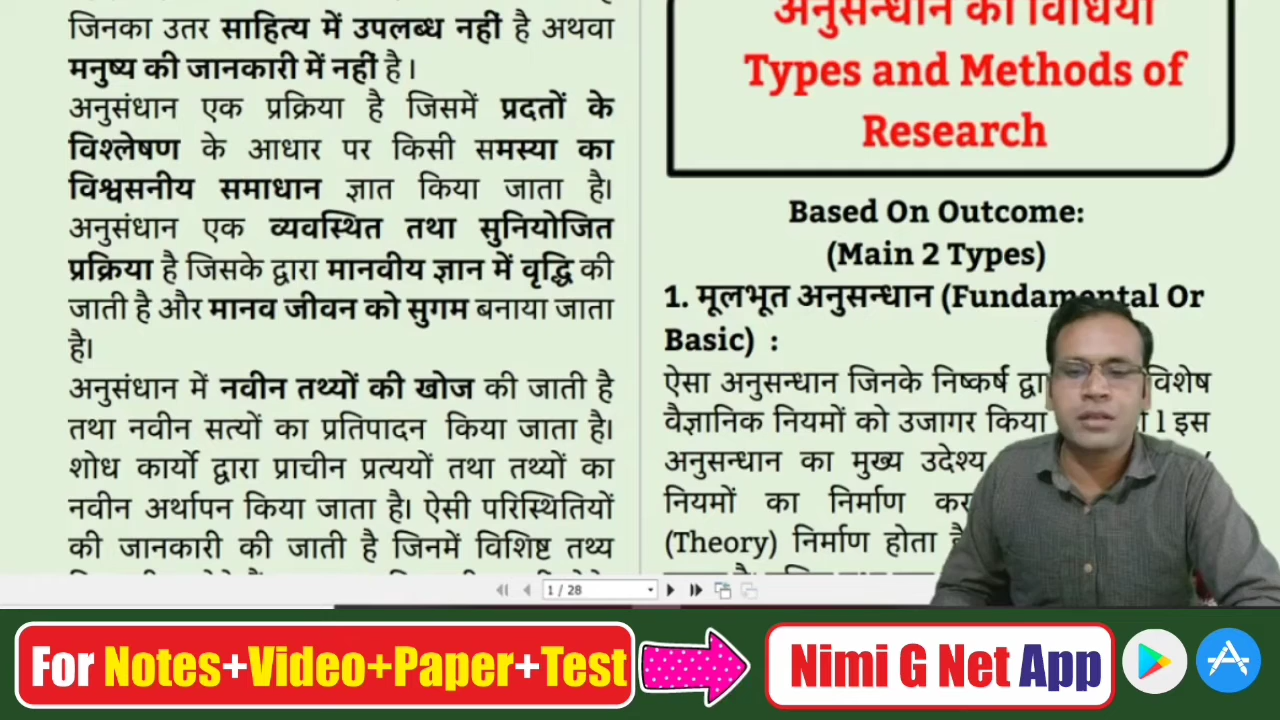 जिनका उतर साहित्य में उपलब्ध नहीं है अथवा
मनुष्य की जानकारी में नहीं है ।
अनुसंधान एक प्रक्रिया है जिसमें प्रदतों के
विश्लेषण के आधार पर किसी समस्या का
विश्वसनीय समाधान ज्ञात किया जाता है।
अनुसंधान एक व्यवस्थित तथा सुनियोजित
प्रक्रिया है जिसके द्वारा मानवीय ज्ञान में वृद्धि की
जाती है और मानव जीवन को सुगम बनाया जाता
है।
अनुसंधान में नवीन तथ्यों की खोज की जाती है
तथा नवीन सत्यों का प्रतिपादन किया जाता है।
शोध कार्यो द्वारा प्राचीन प्रत्ययों तथा तथ्यों का
नवीन अर्थापन किया जाता है। ऐसी परिस्थितियों
की जानकारी की जाती है जिनमें विशिष्ट तथ्य
अनुसन्धान की विधियाँ
Types and Methods of
Research
Based On Outcome:
(Main 2 Types)
1. मूलभूत अनुसन्धान (Fundamental Or
Basic) :
ऐसा अनुसन्धान जिनके निष्कर्ष विशेष
वैज्ञानिक नियमों को उजागर किया l इस
अनुसन्धान का मुख्य उदेश्य
नियमों का निर्माण
(Theory) निर्माण होता
1 / 28
For Notes+Video+Paper+Test
Nimi G Net App